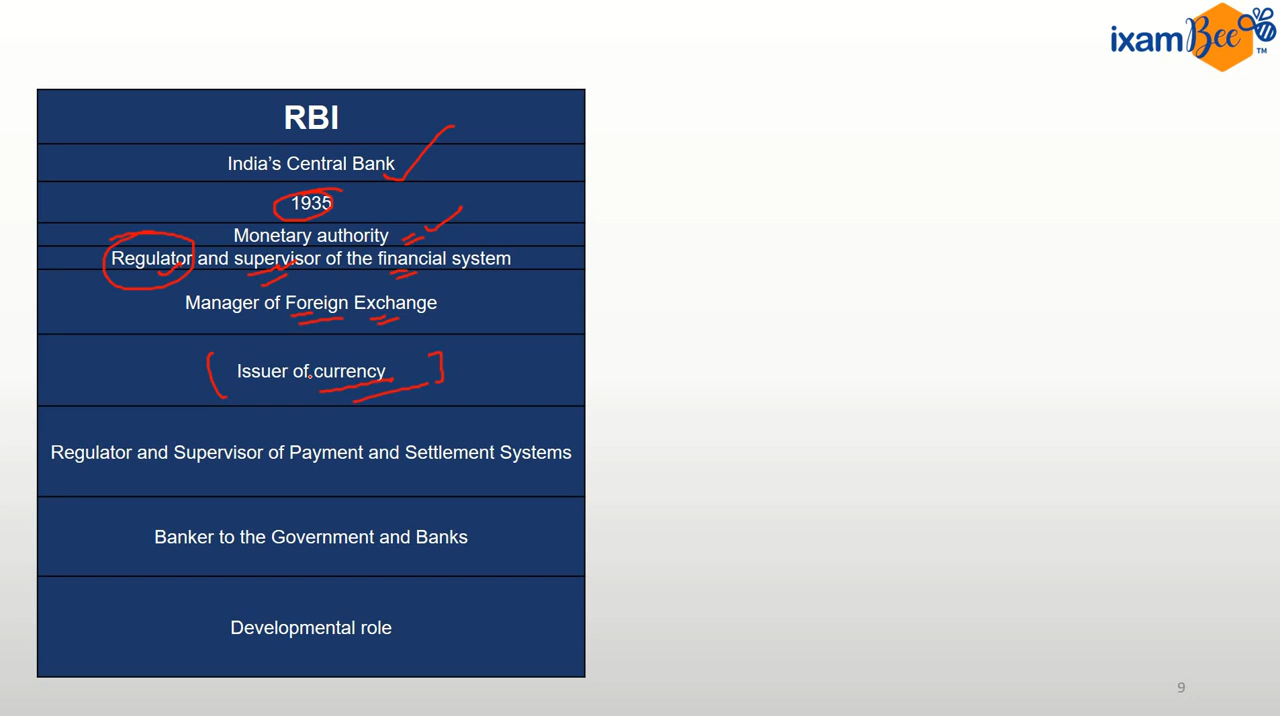 ixamBee
TM
RBI
India's Central Bank
1935
Monetary authority
Regulator and supervisor of the financial system
Manager of Foreign Exchange
Issuer of currency
Regulator and Supervisor of Payment and Settlement Systems
Banker to the Government and Banks
Developmental role
9